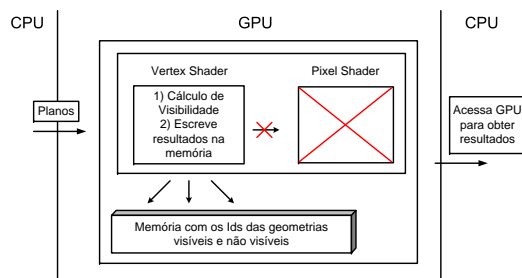 CPU
GPU
CPU
Vertex Shader
Pixel Shader
Planos
1) Cálculo de
Visibilidade
2) Escreve
resultados na
memória
Acessa GPU
para obter
resultados
Memória com os Ids das geometrias
visíveis e não visíveis